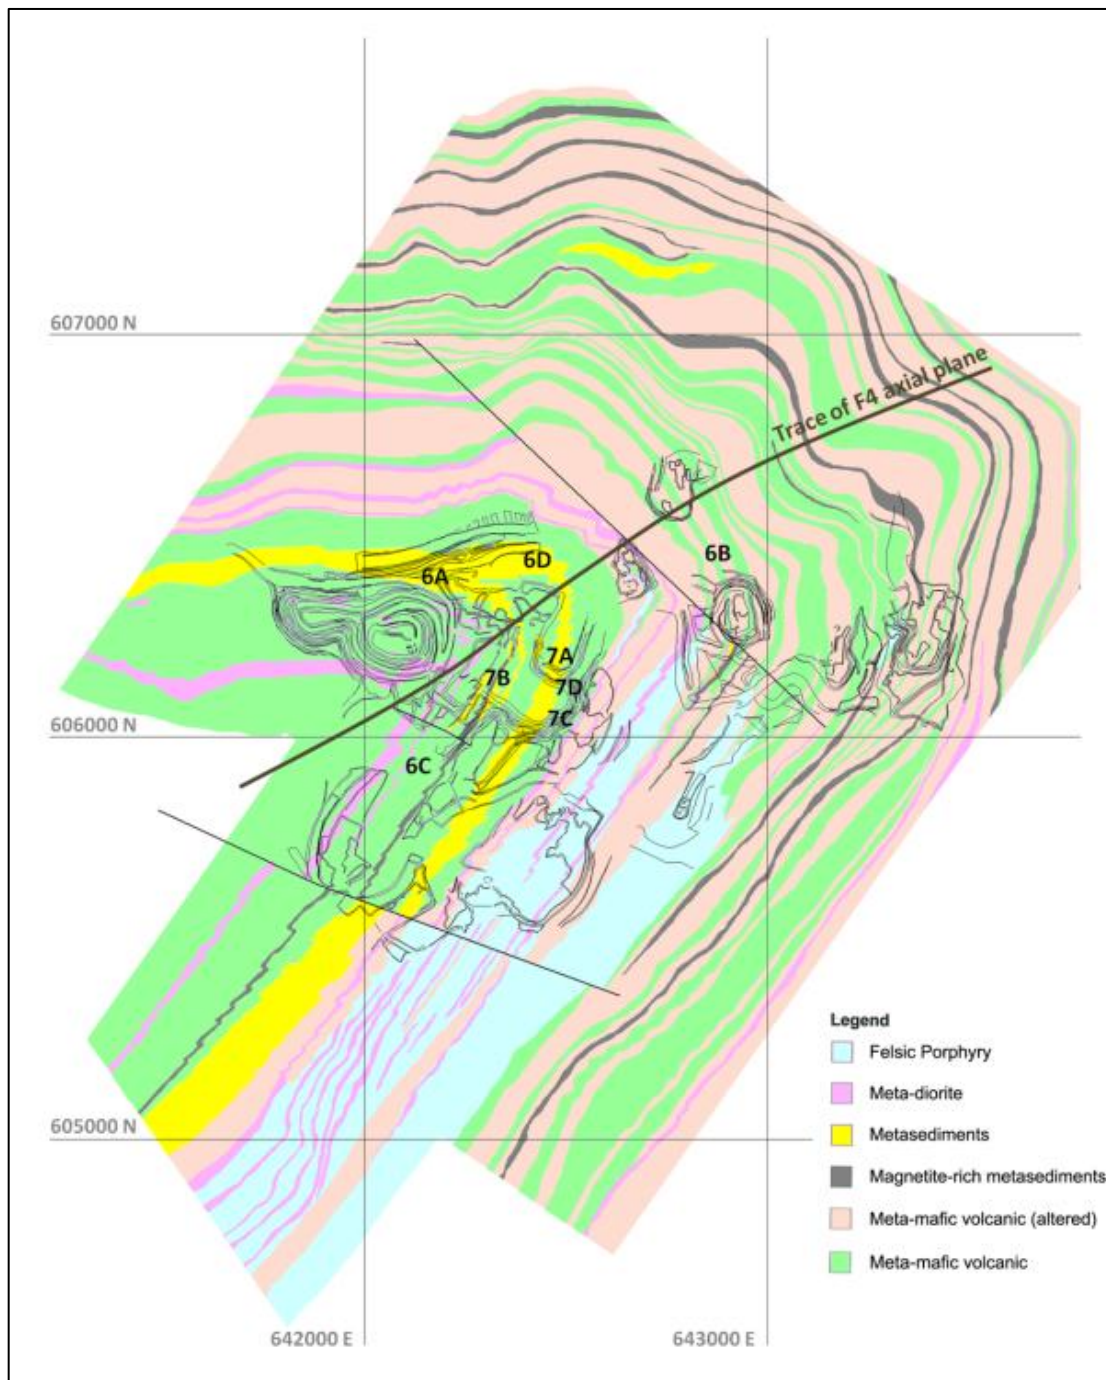 607000 N
Trace of F4 axial plane
6B
6D
6A
7A
7B
7D
7C
606000 N
6C
Legend
Felsic Porphyry
Meta-diorite
Metasediments
605000 N
Magnetite-rich metasediments
Meta-mafic volcanic (altered)
Meta-mafic volcanic
642000 E
643000 E